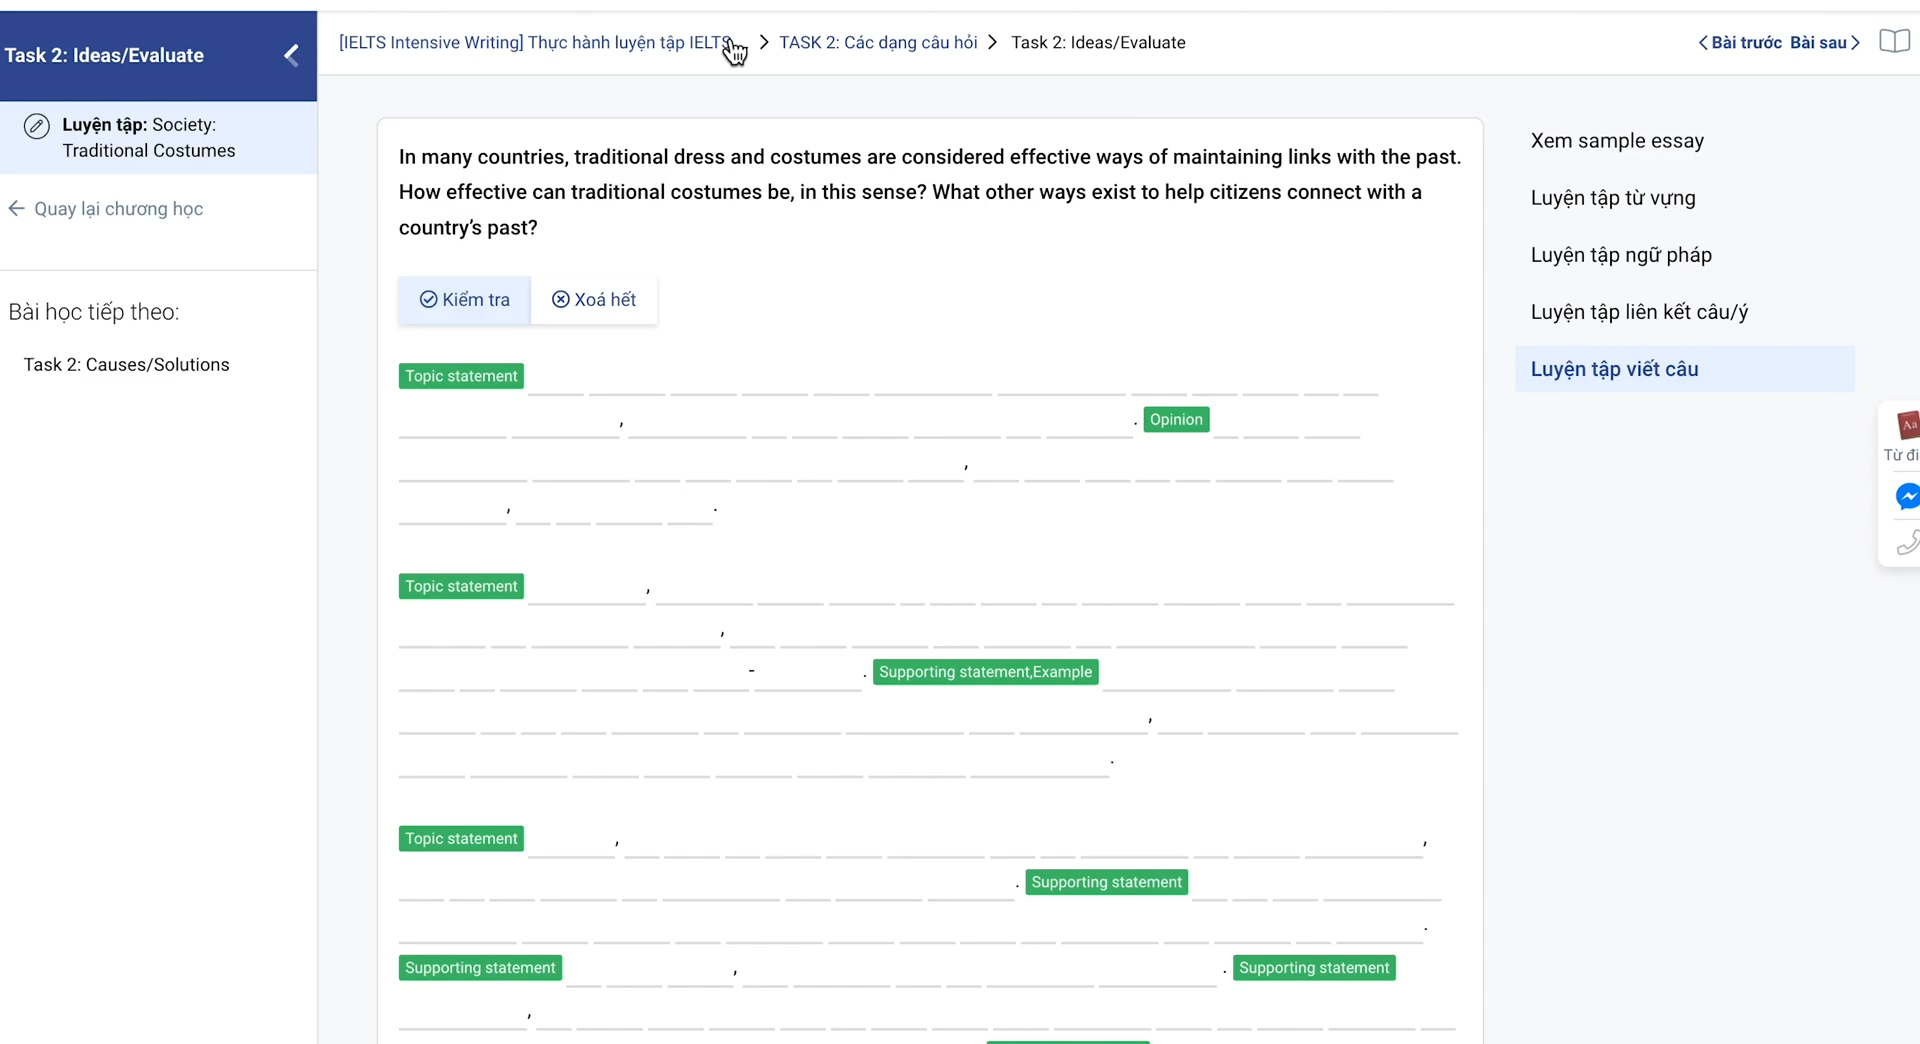 Task 2: Ideas/Evaluate
[IELTS Intensive Writing] Thực hành luyện tập IELTS
TASK 2: Các dạng câu hỏi
Task 2: Ideas/Evaluate
Bài trước Bài sau
Luyện tập: Society:
Traditional Costumes
Quay lại chương học
Bài học tiếp theo:
Task 2: Causes/Solutions
In many countries, traditional dress and costumes are considered effective ways of maintaining links with the past.
How effective can traditional costumes be, in this sense? What other ways exist to help citizens connect with a
country's past?
Kiểm tra
Xoá hết
Topic statement
, . Opinion
,
, .
Topic statement ,
,
- . Supporting statement,Example
,
.
Topic statement , ,
. Supporting statement
.
Supporting statement , . Supporting statement
,
Xem sample essay
Luyện tập từ vựng
Luyện tập ngữ pháp
Luyện tập liên kết câu/ý
Luyện tập viết câu
Aa
Từ đi